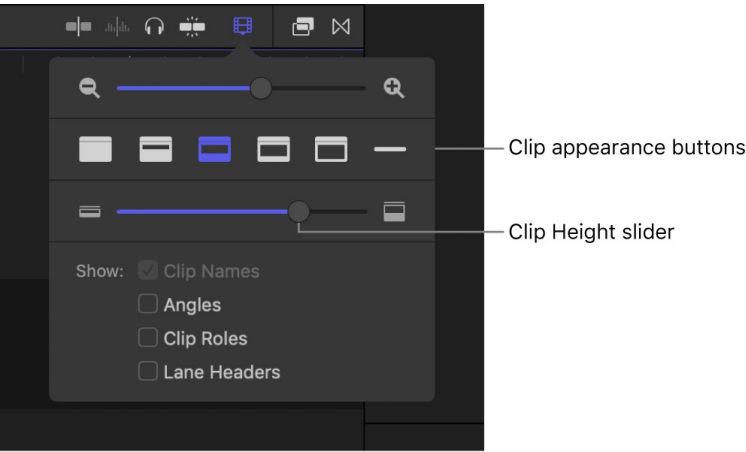 Clip appearance buttons
Clip Height slider
Show: Clip Names
Angles
Clip Roles
Lane Headers